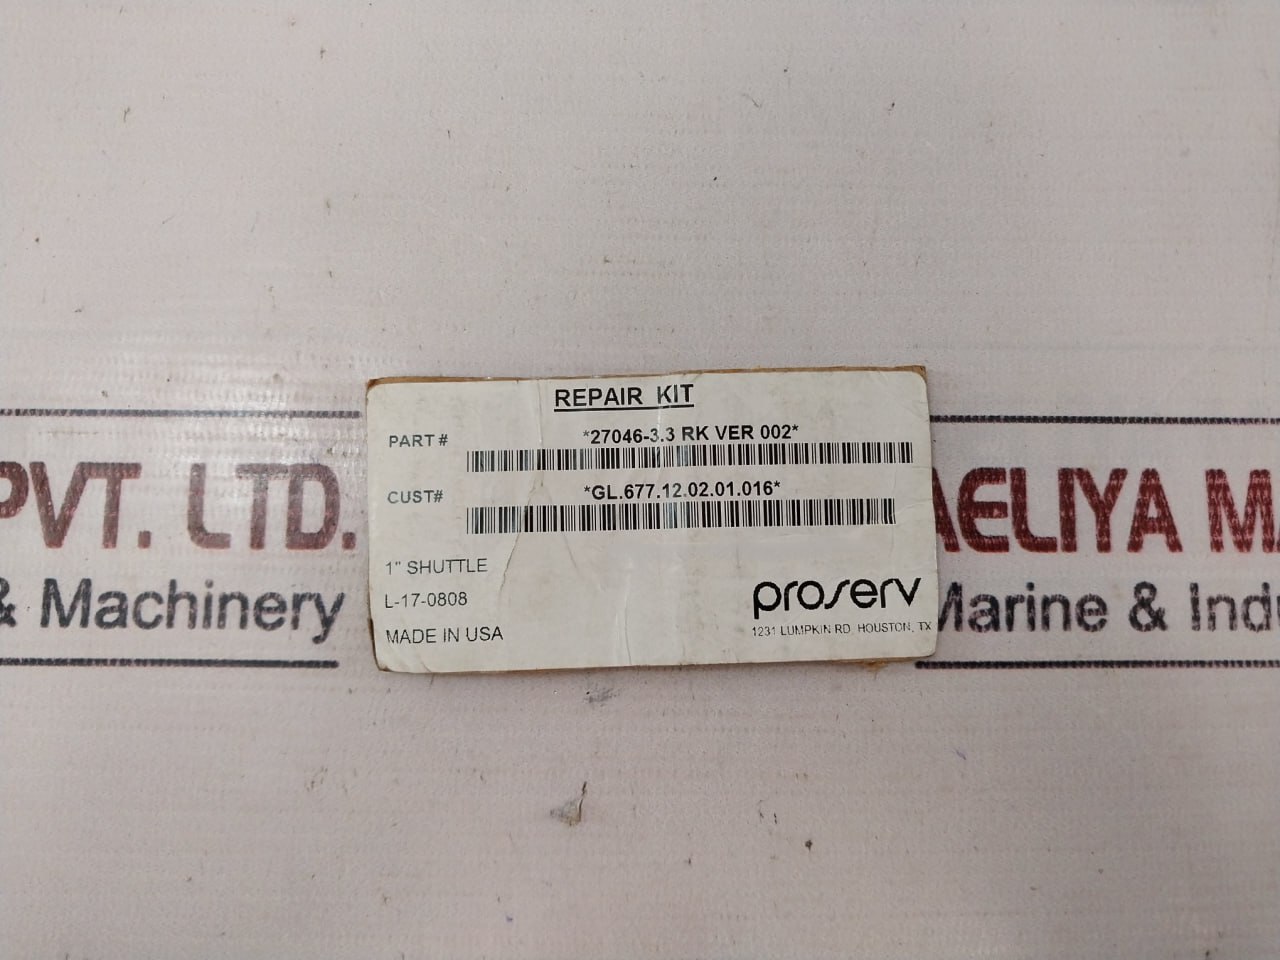 REPAIR KIT
PART # *27046-3.3 RK VER 002*
CUST# *GL.677.12.02.01.016*
1" SHUTTLE
L-17-0808
MADE IN USA
proserv
1231 LUMPKIN RD, HOUSTON, TX
PVT. LTD.
& Machinery
AELIYA MA
Marine & Indu